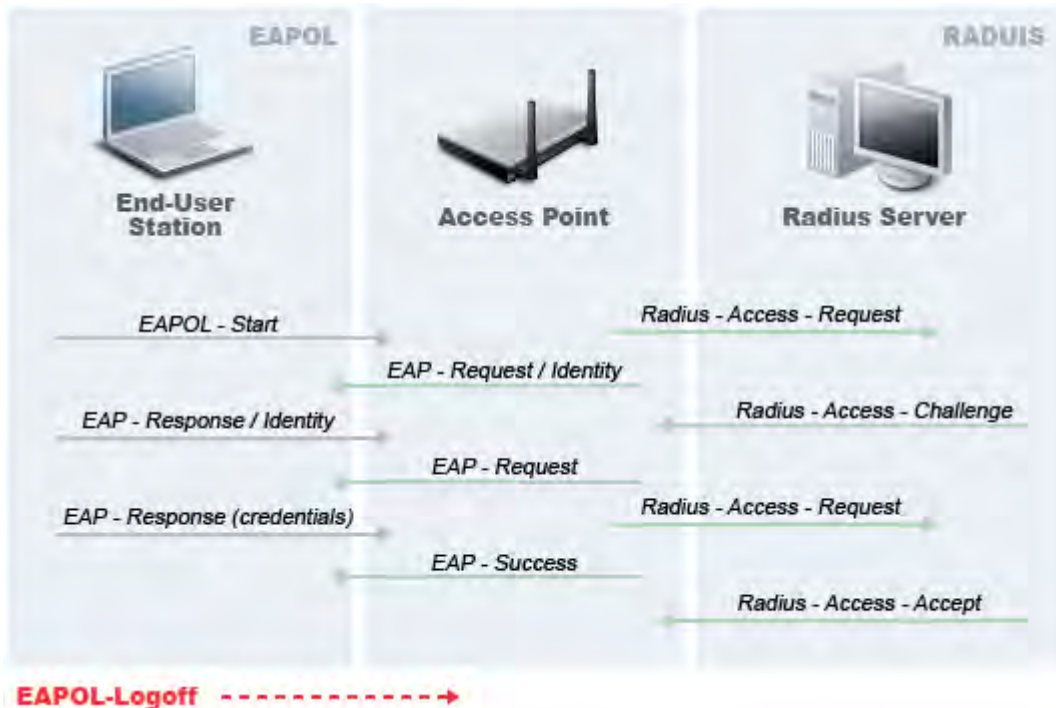 EAPOL
RADUIS
End-User
Station
Access Point
Radius Server
EAPOL - Start
Radius - Access - Request
EAP - Request / Identity
EAP - Response / Identity
Radius - Access - Challenge
EAP - Request
EAP - Response (credentials)
Radius - Access - Request
EAP - Success
Radius - Access - Accept
EAPOL-Logoff